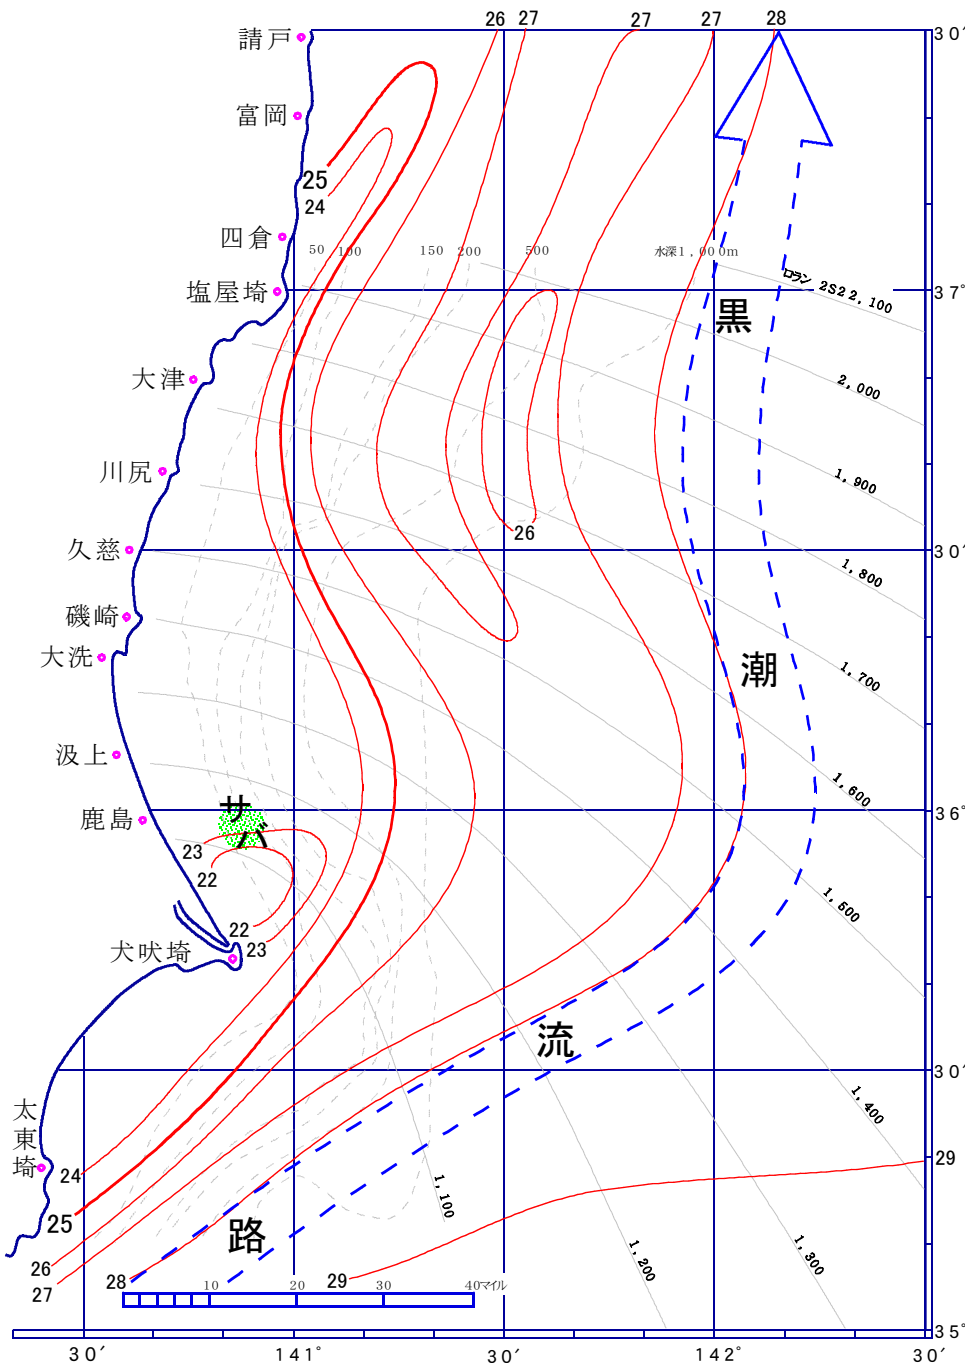 26 27 27 27 28
請戸
30′
富岡
25
24
四倉
50 100 150 200 500 水深1,000m
塩屋埼
ロラン 2S22,100
37°
黒
大津
2,000
川尻
1,900
26
久慈
30′
1,800
磯崎
大洗
潮
1,700
汲上
1,600
サバ
36°
鹿島
23
22
1,500
22
23
犬吠埼
流
30′
太東埼
1,400
29
24
1,100
25
路
1,200
1,300
26
27
28
29
10 20 30 40マイル
35°
30′ 141° 30′ 142° 30′